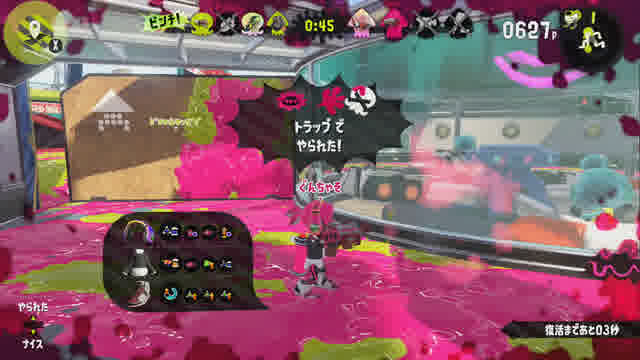 ピンチ!
0:45
0627p
X
トラップで
やられた!
くんちゃそ
やられた
ナイス
復活まであと03秒